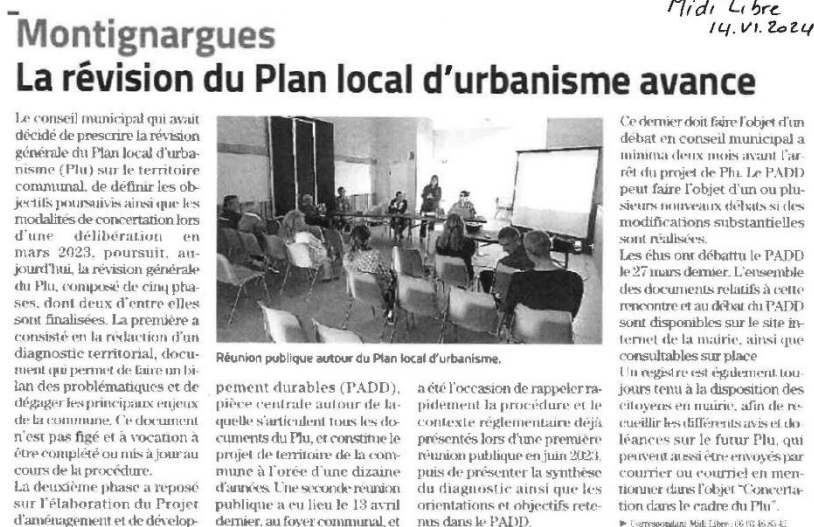 Midi Libre
14.VI.2024
Montignargues
La révision du Plan local d'urbanisme avance
Le conseil municipal qui avait
décidé de prescrire la révision
générale du Plan local d'urba-
nisme (Plu) sur le territoire
communal, de définir les ob-
jectifs poursuivis ainsi que les
modalités de concertation lors
d'une délibération en
mars 2023, poursuit, au-
jourd'hui, la révision générale
du Plu, composé de cinq pha-
ses, dont deux d'entre elles
sont finalisées. La première a
consisté en la rédaction d'un
diagnostic territorial, docu-
ment qui permet de faire un bi-
lan des problématiques et de
dégager les principaux enjeux
de la commune. Ce document
n'est pas figé et à vocation à
être complété ou mis à jour au
cours de la procédure.
La deuxième phase a reposé
sur l'élaboration du Projet
d'aménagement et de dévelop-
Réunion publique autour du Plan local d'urbanisme.
pement durables (PADD),
pièce centrale autour de la-
quelle s'articulent tous les do-
cuments du Plu, et constitue le
projet de territoire de la com-
mune à l'orée d'une dizaine
d'années. Une seconde réunion
publique a eu lieu le 13 avril
dernier, au foyer communal, et
a été l'occasion de rappeler ra-
pidement la procédure et le
contexte réglementaire déjà
présentés lors d'une première
réunion publique en juin 2023,
puis de présenter la synthèse
du diagnostic ainsi que les
orientations et objectifs rete-
nus dans le PADD.
Ce dernier doit faire l'objet d'un
débat en conseil municipal a
minima deux mois avant l'ar-
rêt du projet de Plu. Le PADD
peut faire l'objet d'un ou plu-
sieurs nouveaux débats si des
modifications substantielles
sont réalisées.
Les élus ont débattu le PADD
le 27 mars dernier. L'ensemble
des documents relatifs à cette
rencontre et au débat du PADD
sont disponibles sur le site in-
ternet de la mairie, ainsi que
consultables sur place
Un registre est également tou-
jours tenu à la disposition des
citoyens en mairie, afin de re-
cueillir les différents avis et do-
léances sur le futur Plu, qui
peuvent aussi être envoyés par
courrier ou courriel en men-
tionner dans l'objet "Concerta-
tion dans le cadre du Plu".
► Correspondant Midi Libre :